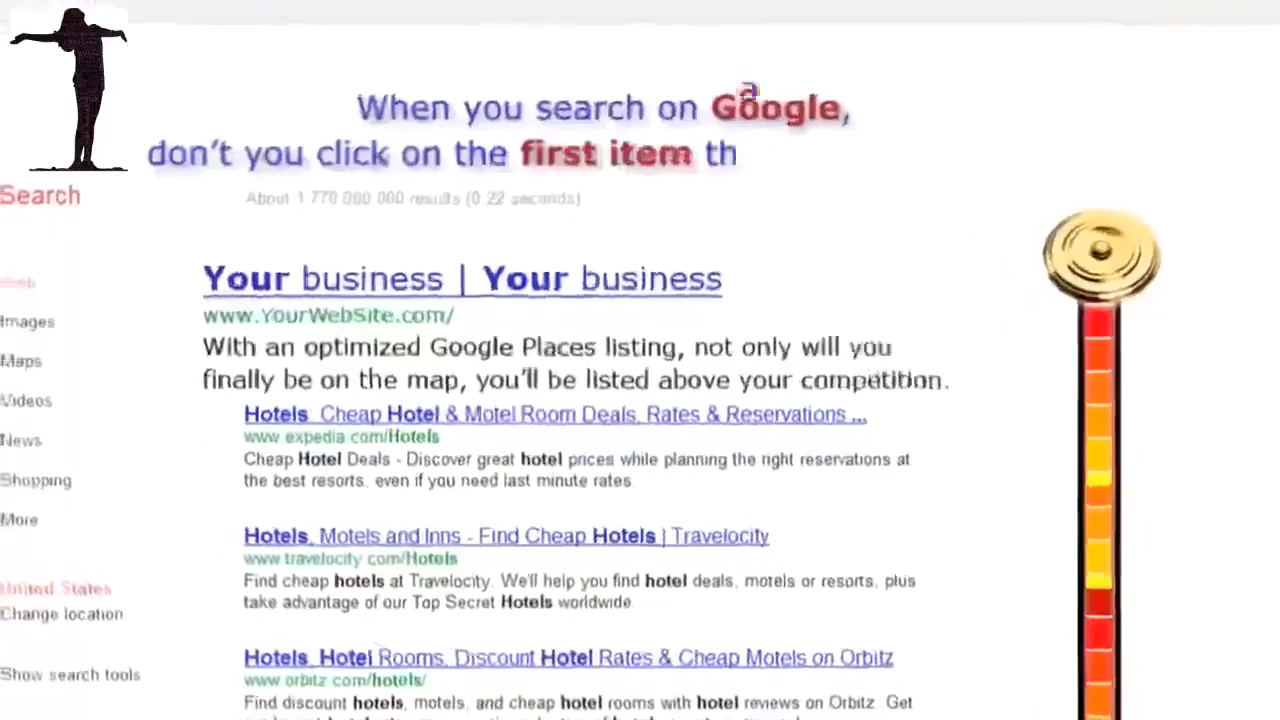 When you search on Google,
don't you click on the first item th
Search
About 1 770 000 000 results (0.22 seconds)
Your business | Your business
www.YourWebSite.com/
With an optimized Google Places listing, not only will you
finally be on the map, you'll be listed above your competition.
Hotels: Cheap Hotel & Motel Room Deals, Rates & Reservations ...
www.expedia.com/Hotels
Cheap Hotel Deals - Discover great hotel prices while planning the right reservations at
the best resorts, even if you need last minute rates.
Hotels, Motels and Inns - Find Cheap Hotels | Travelocity
www.travelocity.com/Hotels
Find cheap hotels at Travelocity. We'll help you find hotel deals, motels or resorts, plus
take advantage of our Top Secret Hotels worldwide.
Hotels, Hotel Rooms, Discount Hotel Rates & Cheap Motels on Orbitz
www.orbitz.com/hotels/
Find discount hotels, motels, and cheap hotel rooms with hotel reviews on Orbitz. Get
Images
Maps
Videos
News
Shopping
More
United States
Change location
Show search tools